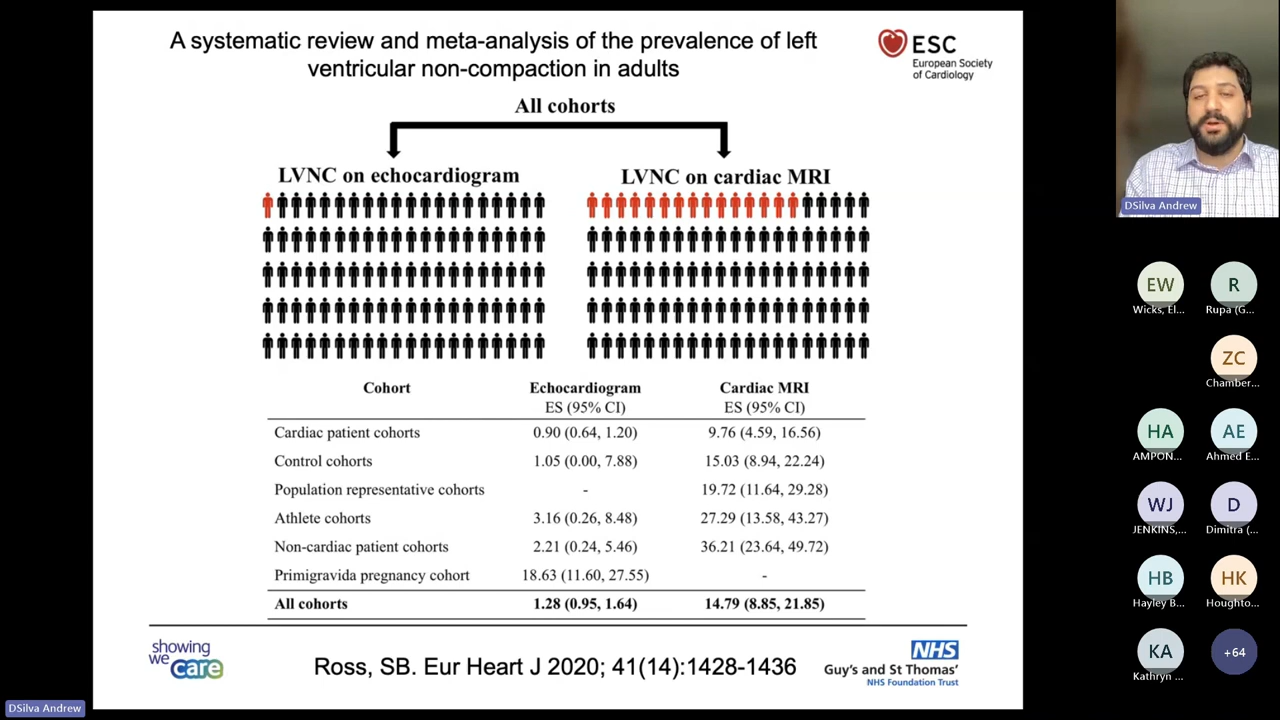 A systematic review and meta-analysis of the prevalence of left
ventricular non-compaction in adults
ESC
European Society
of Cardiology
All cohorts
LVNC on echocardiogram
LVNC on cardiac MRI
Cohort Echocardiogram Cardiac MRI
ES (95% CI) ES (95% CI)
Cardiac patient cohorts 0.90 (0.64, 1.20) 9.76 (4.59, 16.56)
Control cohorts 1.05 (0.00, 7.88) 15.03 (8.94, 22.24)
Population representative cohorts - 19.72 (11.64, 29.28)
Athlete cohorts 3.16 (0.26, 8.48) 27.29 (13.58, 43.27)
Non-cardiac patient cohorts 2.21 (0.24, 5.46) 36.21 (23.64, 49.72)
Primigravida pregnancy cohort 18.63 (11.60, 27.55) -
All cohorts 1.28 (0.95, 1.64) 14.79 (8.85, 21.85)
showing
we care
Ross, SB. Eur Heart J 2020; 41(14):1428-1436
NHS
Guy's and St Thomas'
NHS Foundation Trust
DSilva Andrew
DSilva Andrew
EW R
Wicks, El... Rupa (G...
ZC
Chamber...
HA AE
AMPON... Ahmed E...
WJ D
JENKINS,... Dimitra (...
HB HK
Hayley B... Houghto...
KA +64
Kathryn ...